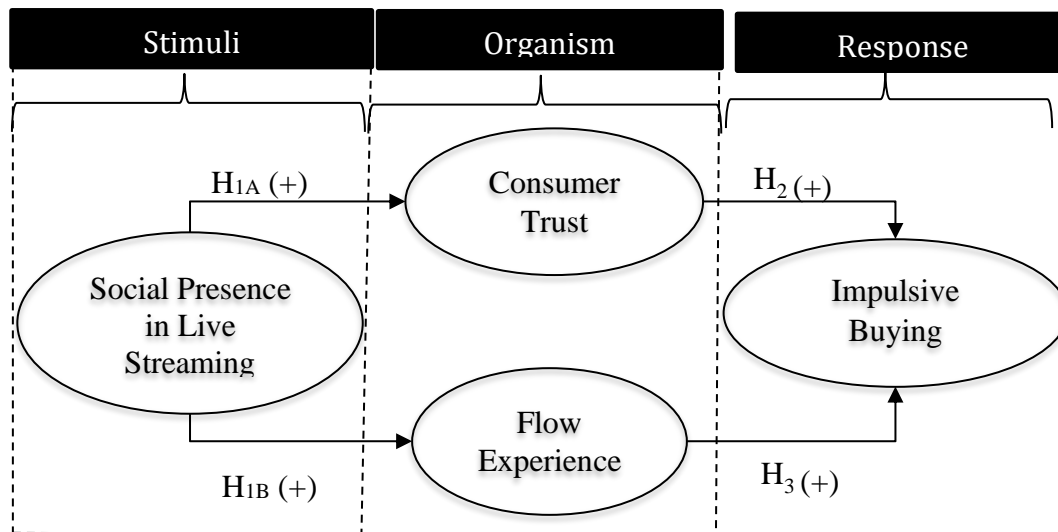 Stimuli
Organism
Response
H1A (+)
Consumer
Trust
H2 (+)
Social Presence
in Live
Streaming
Impulsive
Buying
Flow
Experience
H1B (+)
H3 (+)